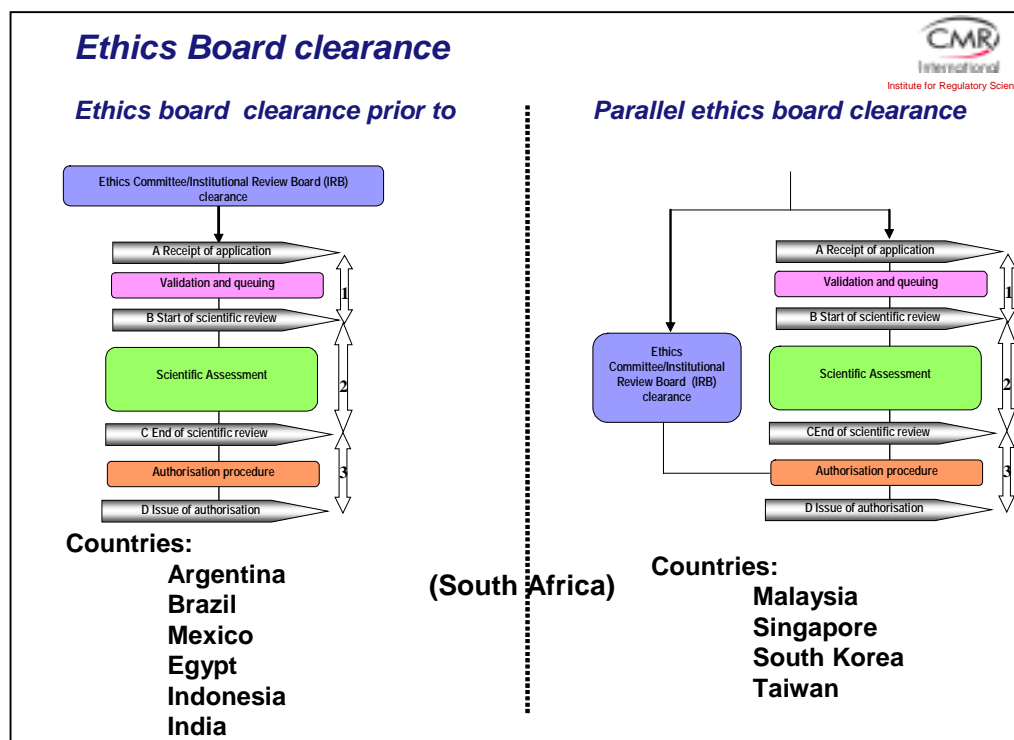 Ethics Board clearance
CMR
International
Institute for Regulatory Scien
Ethics board clearance prior to
Ethics Committee/Institutional Review Board (IRB)
clearance
A Receipt of application
Validation and queuing
1
B Start of scientific review
Scientific Assessment
2
C End of scientific review
Authorisation procedure
3
D Issue of authorisation
Countries:
Argentina
Brazil
Mexico
Egypt
Indonesia
India
(South Africa)
Parallel ethics board clearance
A Receipt of application
Validation and queuing
1
B Start of scientific review
Ethics
Committee/Institutional
Review Board (IRB)
clearance
Scientific Assessment
2
CEnd of scientific review
Authorisation procedure
3
D Issue of authorisation
Countries:
Malaysia
Singapore
South Korea
Taiwan